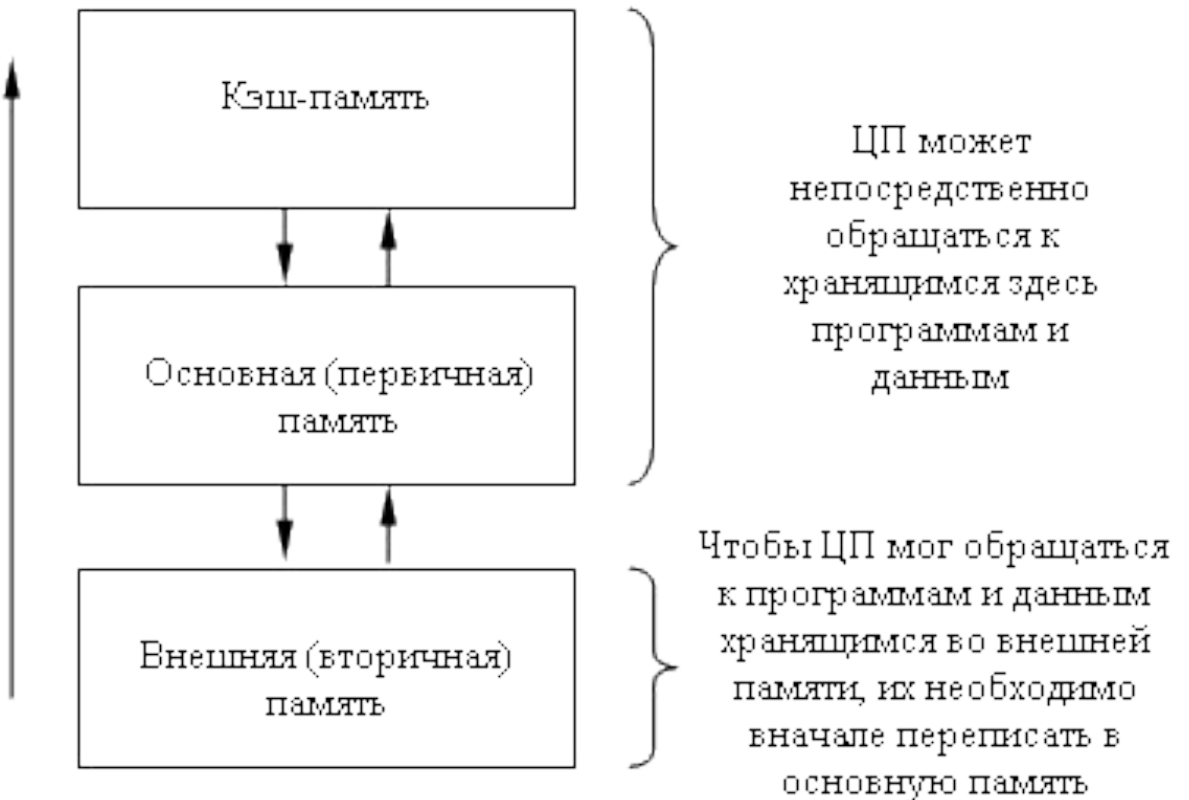 Кэш-память
ЦП может
непосредственно
обращаться к
хранящимся здесь
программам и
данным
Основная (первичная)
память
Чтобы ЦП мог обращаться
к программам и данным
хранящимся во внешней
памяти, их необходимо
вначале переписать в
основную память
Внешняя (вторичная)
память